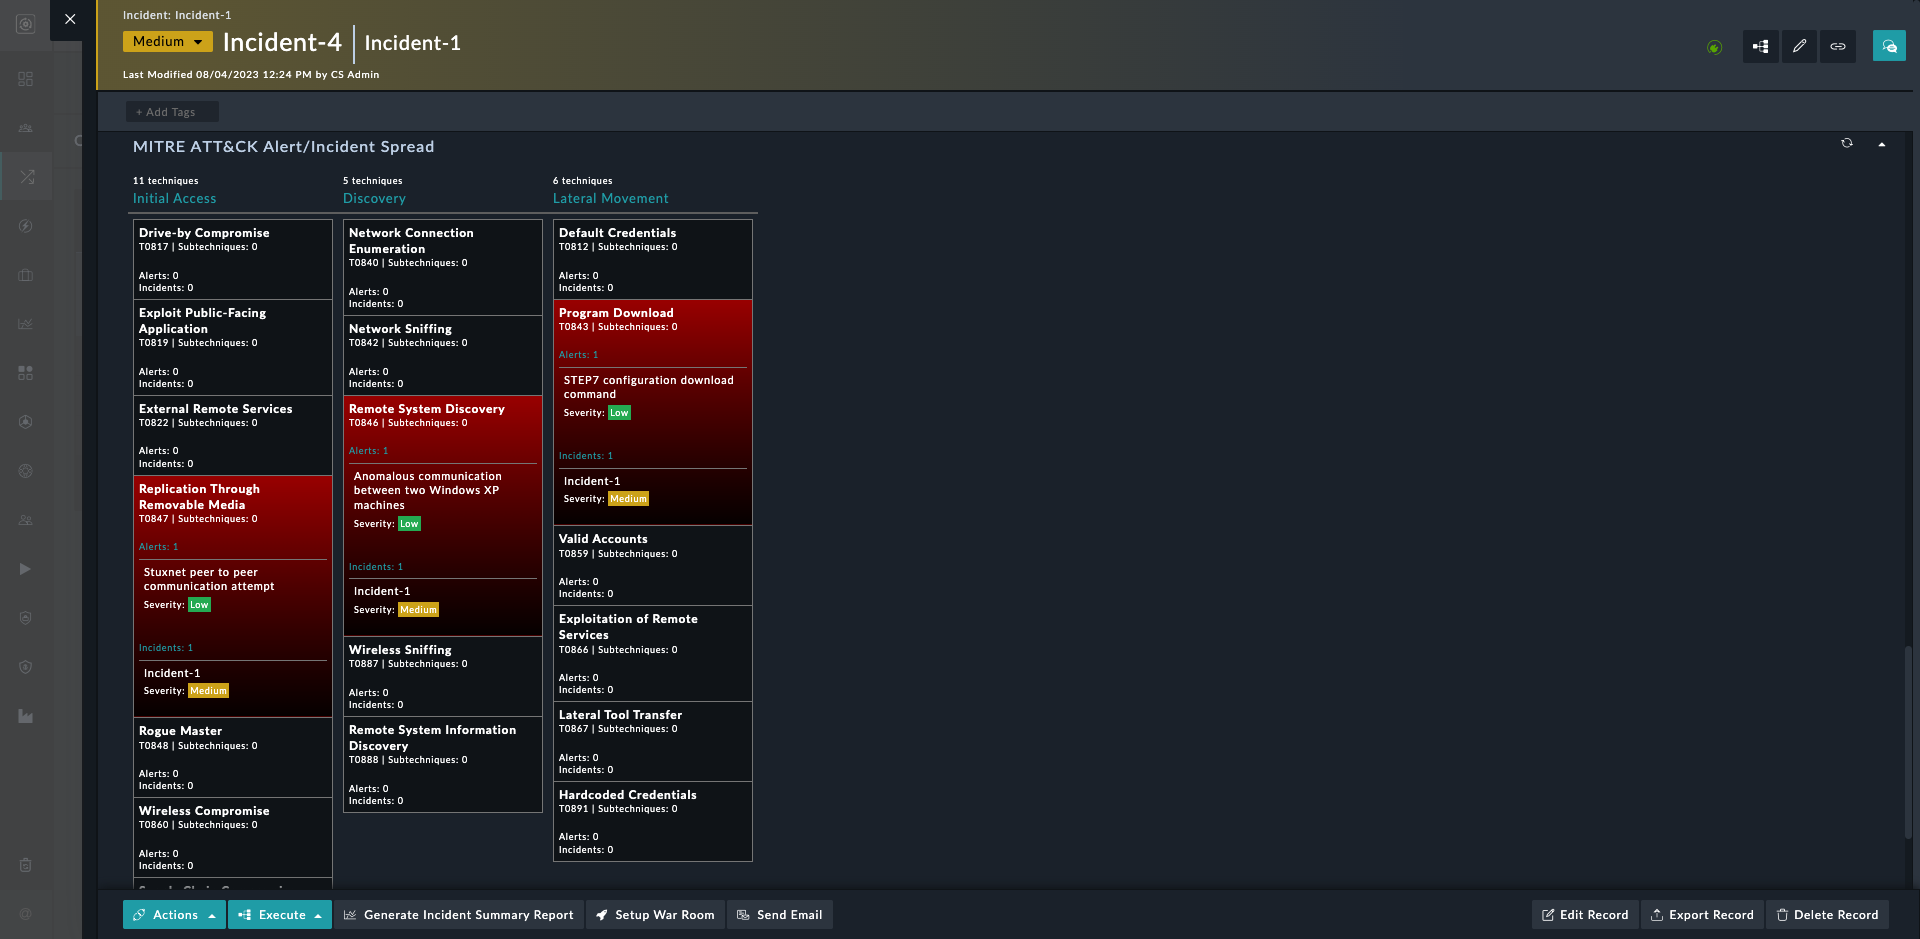 Incident: Incident-1
Medium
Incident-4
Incident-1
Last Modified 08/04/2023 12:24 PM by CS Admin
+ Add Tags
MITRE ATT&CK Alert/Incident Spread
11 techniques
Initial Access
Drive-by Compromise
T0817 | Subtechniques: 0
Alerts: 0
Incidents: 0
Exploit Public-Facing
Application
T0819 | Subtechniques: 0
Alerts: 0
Incidents: 0
External Remote Services
T0822 | Subtechniques: 0
Alerts: 0
Incidents: 0
Replication Through
Removable Media
T0847 | Subtechniques: 0
Alerts: 1
Stuxnet peer to peer
communication attempt
Severity: Low
Incidents: 1
Incident-1
Severity: Medium
Rogue Master
T0848 | Subtechniques: 0
Alerts: 0
Incidents: 0
Wireless Compromise
T0860 | Subtechniques: 0
Alerts: 0
Incidents: 0
5 techniques
Discovery
Network Connection
Enumeration
T0840 | Subtechniques: 0
Alerts: 0
Incidents: 0
Network Sniffing
T0842 | Subtechniques: 0
Alerts: 0
Incidents: 0
Remote System Discovery
T0846 | Subtechniques: 0
Alerts: 1
Anomalous communication
between two Windows XP
machines
Severity: Low
Incidents: 1
Incident-1
Severity: Medium
Wireless Sniffing
T0887 | Subtechniques: 0
Alerts: 0
Incidents: 0
Remote System Information
Discovery
T0888 | Subtechniques: 0
Alerts: 0
Incidents: 0
6 techniques
Lateral Movement
Default Credentials
T0812 | Subtechniques: 0
Alerts: 0
Incidents: 0
Program Download
T0843 | Subtechniques: 0
Alerts: 1
STEP7 configuration download
command
Severity: Low
Incidents: 1
Incident-1
Severity: Medium
Valid Accounts
T0859 | Subtechniques: 0
Alerts: 0
Incidents: 0
Exploitation of Remote
Services
T0866 | Subtechniques: 0
Alerts: 0
Incidents: 0
Lateral Tool Transfer
T0867 | Subtechniques: 0
Alerts: 0
Incidents: 0
Hardcoded Credentials
T0891 | Subtechniques: 0
Alerts: 0
Incidents: 0
Actions
Execute
Generate Incident Summary Report
Setup War Room
Send Email
Edit Record
Export Record
Delete Record